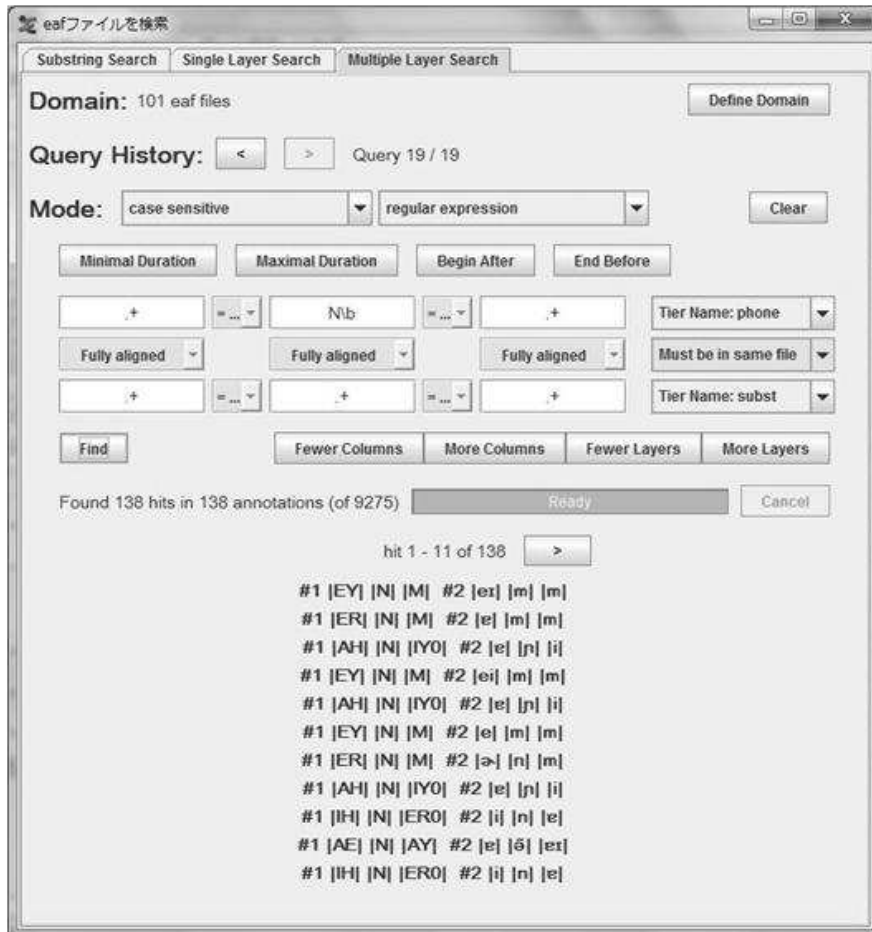 eafファイルを検索
Substring Search Single Layer Search Multiple Layer Search
Domain: 101 eaf files Define Domain
Query History: < > Query 19 / 19
Mode: case sensitive regular expression Clear
Minimal Duration Maximal Duration Begin After End Before
.+ = ... N\b = ... .+ Tier Name: phone
Fully aligned Fully aligned Fully aligned Must be in same file
.+ = ... .+ = ... .+ Tier Name: subst
Find Fewer Columns More Columns Fewer Layers More Layers
Found 138 hits in 138 annotations (of 9275) Ready Cancel
hit 1 - 11 of 138 >
#1 |EY| |N| |M| #2 |eɪ| |m| |m|
#1 |ER| |N| |M| #2 |ɐ| |m| |m|
#1 |AH| |N| |IY0| #2 |ɐ| |ɲ| |i|
#1 |EY| |N| |M| #2 |ei| |m| |m|
#1 |AH| |N| |IY0| #2 |ɐ| |ɲ| |i|
#1 |EY| |N| |M| #2 |e| |m| |m|
#1 |ER| |N| |M| #2 |ɚ| |n| |m|
#1 |AH| |N| |IY0| #2 |ɐ| |ɲ| |i|
#1 |IH| |N| |ER0| #2 |i| |n| |ɐ|
#1 |AE| |N| |AY| #2 |ɐ| |ə̃| |ɐɪ|
#1 |IH| |N| |ER0| #2 |i| |n| |ɐ|